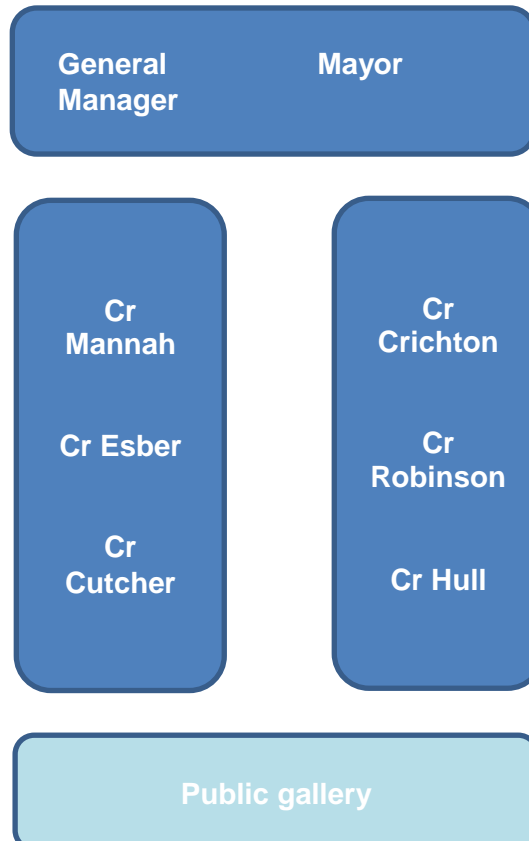 General Mayor
Manager
Cr
Mannah
Cr Esber
Cr
Cutcher
Cr
Crichton
Cr
Robinson
Cr Hull
Public gallery